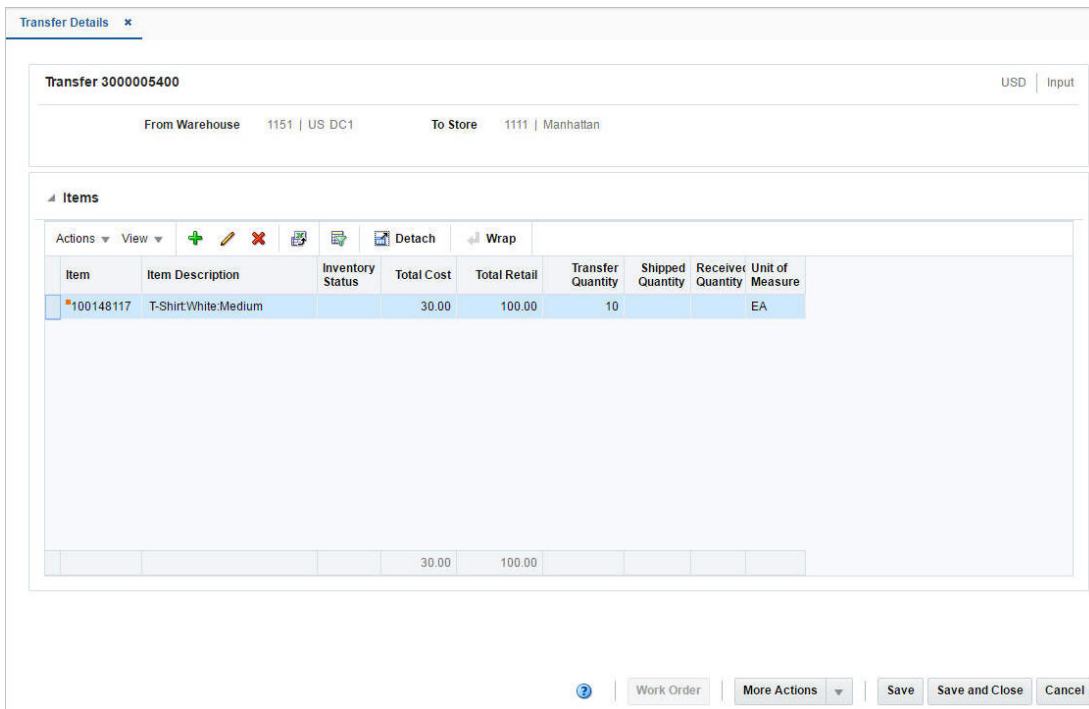 Transfer Details ×
Transfer 3000005400 USD | Input
From Warehouse 1151 | US DC1 To Store 1111 | Manhattan
Items
Actions View Detach Wrap
Item Item Description Inventory Status Total Cost Total Retail Transfer Quantity Shipped Quantity Received Quantity Unit of Measure
100148117 T-Shirt:White:Medium 30.00 100.00 10 EA
30.00 100.00
? Work Order More Actions Save Save and Close Cancel